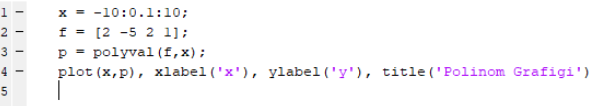 1 - x = -10:0.1:10;
2 - f = [2 -5 2 1];
3 - p = polyval(f,x);
4 - plot(x,p), xlabel('x'), ylabel('y'), title('Polinom Grafigi')
5